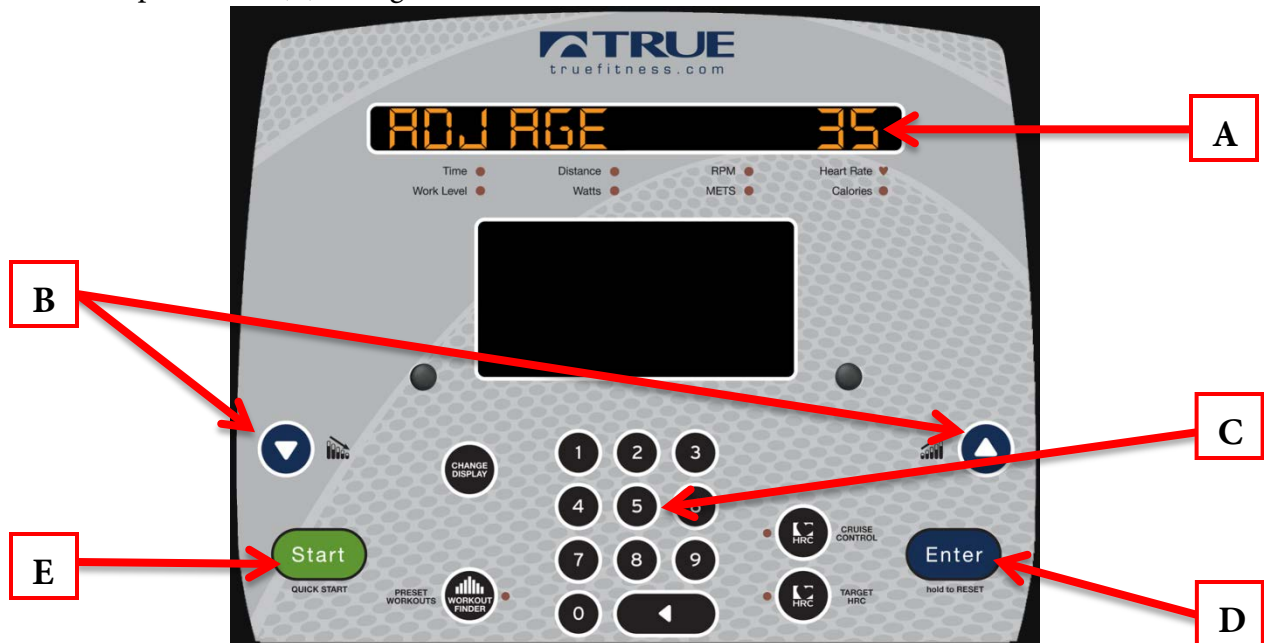 TRUE
truefitness.com
ADJ AGE 35
A
Time Distance RPM Heart Rate
Work Level Watts METS Calories
B
C
CHANGE DISPLAY
1 2 3
4 5
HRC CRUISE CONTROL
E
Start
QUICK START
7 8 9
Enter
hold to RESET
PRESET WORKOUTS
WORKOUT FINDER
HRC TARGET HRC
0
D